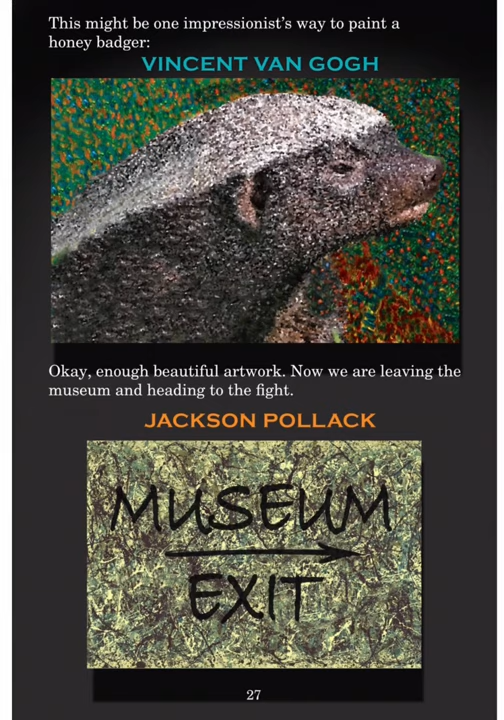 This might be one impressionist's way to paint a
honey badger:
VINCENT VAN GOGH
Okay, enough beautiful artwork. Now we are leaving the
museum and heading to the fight.
JACKSON POLLACK
MUSEUM
EXIT
27